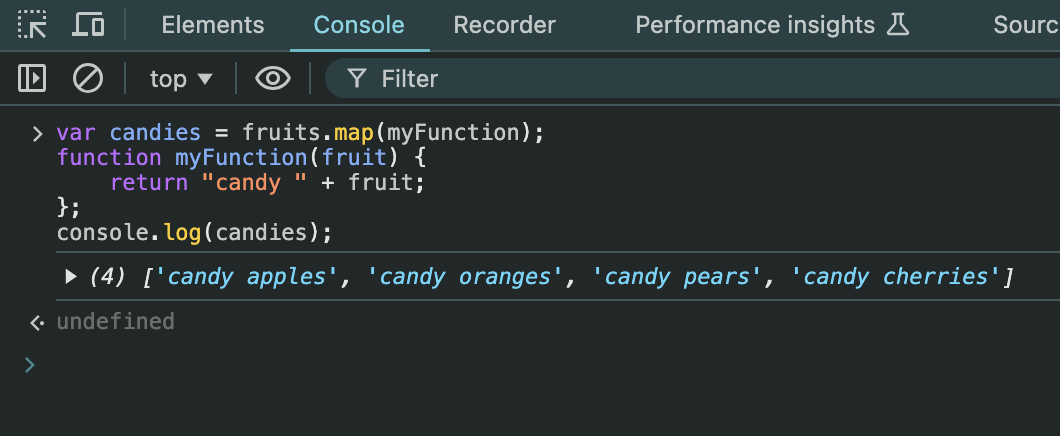 Elements Console Recorder Performance insights Sourc
top Filter
var candies = fruits.map(myFunction);
function myFunction(fruit) {
    return "candy " + fruit;
};
console.log(candies);
(4) ['candy apples', 'candy oranges', 'candy pears', 'candy cherries']
undefined